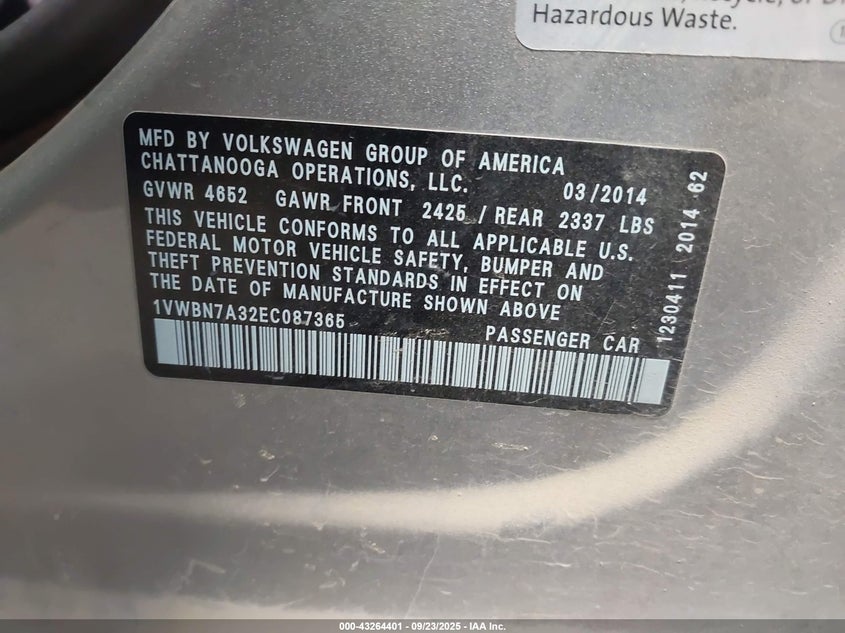 Hazardous Waste.
MFD BY VOLKSWAGEN GROUP OF AMERICA
CHATTANOOGA OPERATIONS, LLC. 03/2014
GVWR 4652 GAWR FRONT 2425 / REAR 2337 LBS
THIS VEHICLE CONFORMS TO ALL APPLICABLE U.S.
FEDERAL MOTOR VEHICLE SAFETY, BUMPER AND
THEFT PREVENTION STANDARDS IN EFFECT ON
THE DATE OF MANUFACTURE SHOWN ABOVE
1VWBN7A32EC087365 PASSENGER CAR
1230411 2014 62
000-43264401 - 09/23/2025 - IAA Inc.